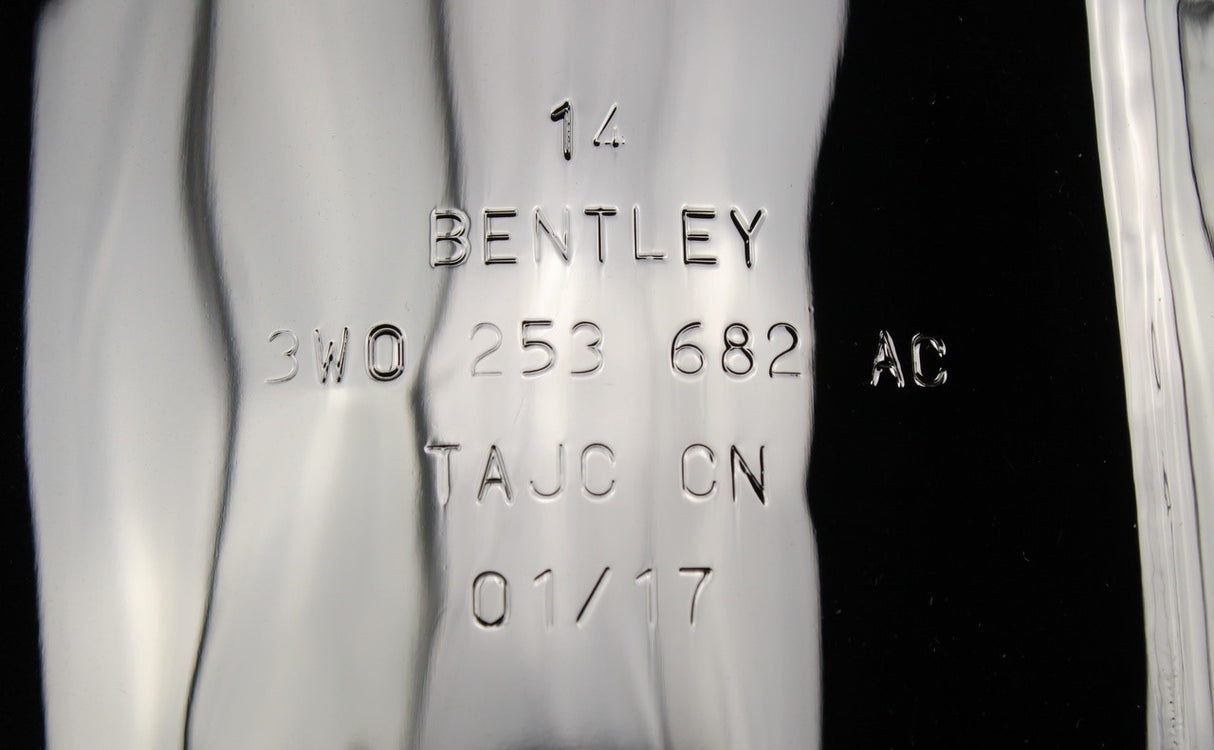 14
BENTLEY
3W0 253 682 AC
TAJC CN
01/17